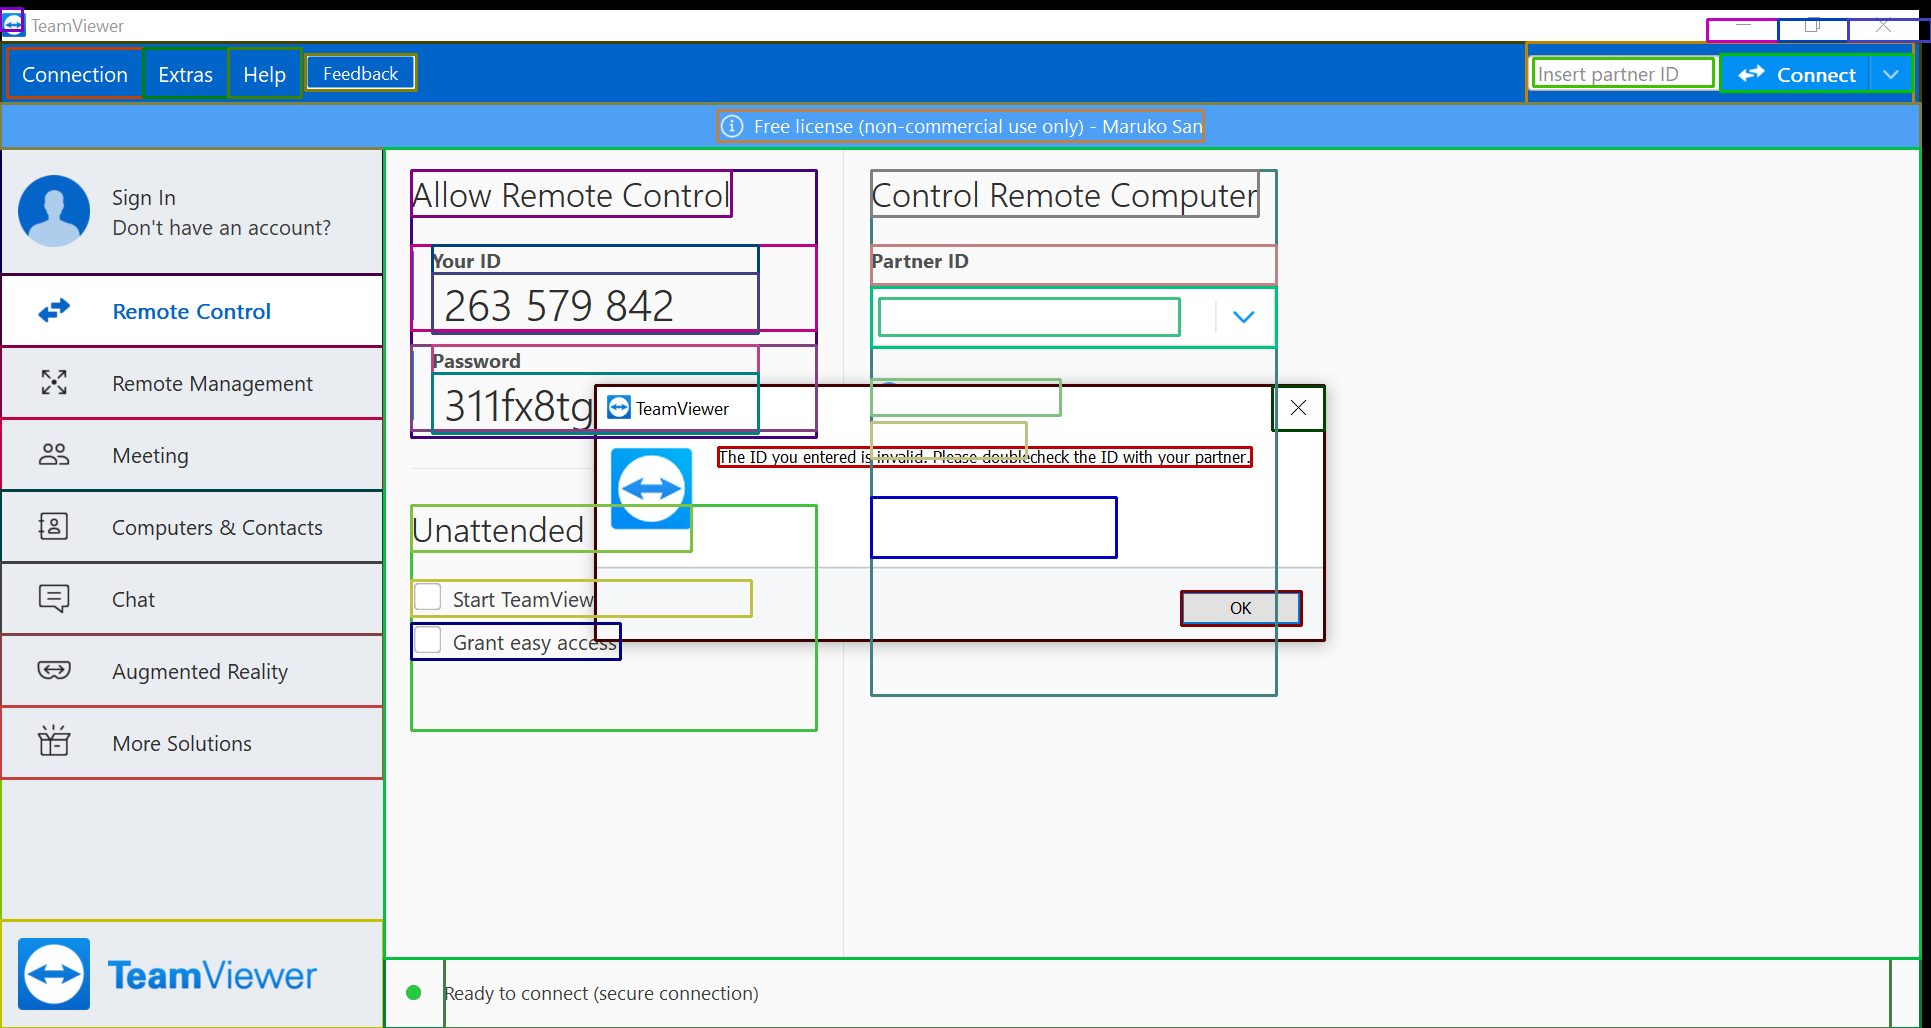 TeamViewer
Connection Extras Help Feedback
Insert partner ID Connect
Free license (non-commercial use only) - Maruko San
Sign In
Don't have an account?
Remote Control
Remote Management
Meeting
Computers & Contacts
Chat
Augmented Reality
More Solutions
TeamViewer
Allow Remote Control
Your ID
263 579 842
Password
311fx8tg
Unattended
Start TeamView
Grant easy access
Control Remote Computer
Partner ID
TeamViewer
The ID you entered is invalid. Please doublecheck the ID with your partner.
OK
Ready to connect (secure connection)